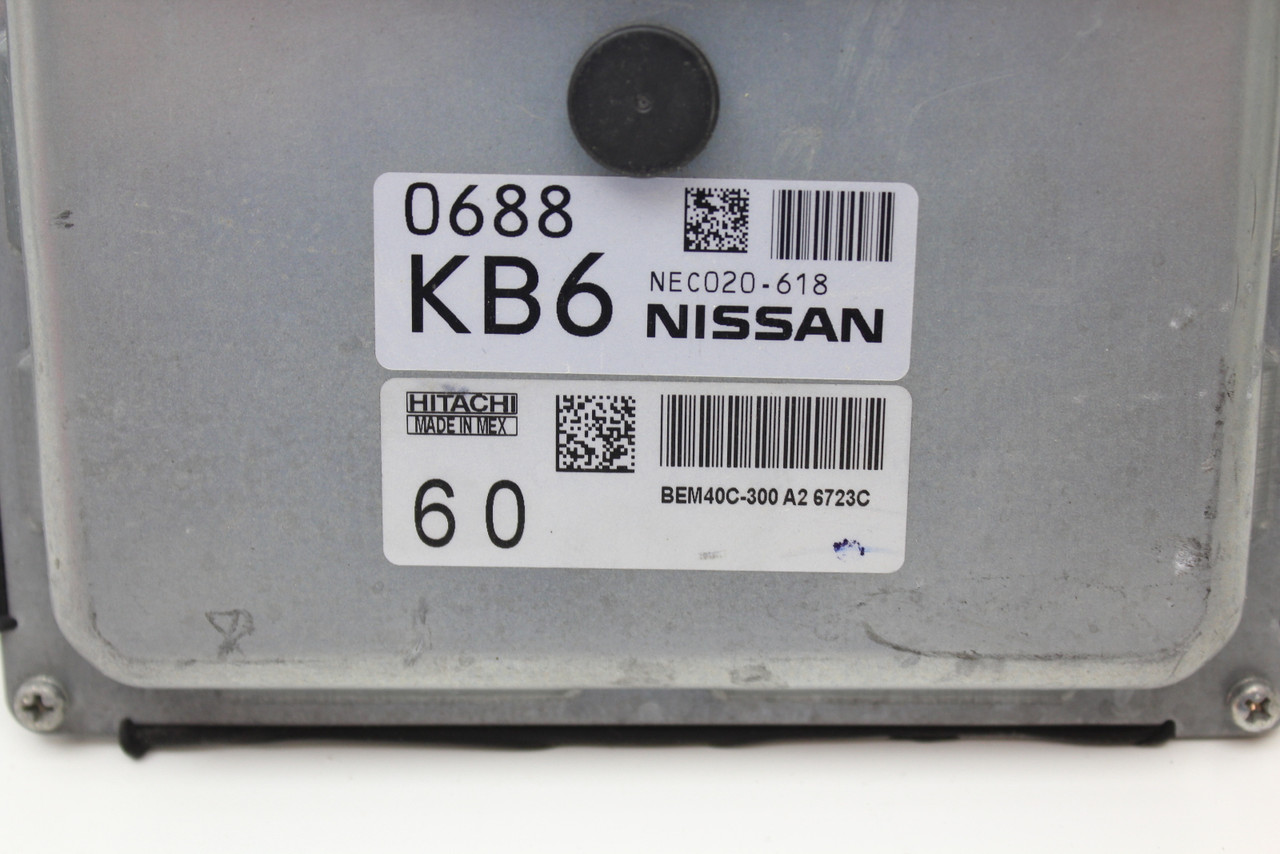 0688
KB6
NEC020-618
NISSAN
HITACHI
MADE IN MEX
60
BEM40C-300 A2 6723C